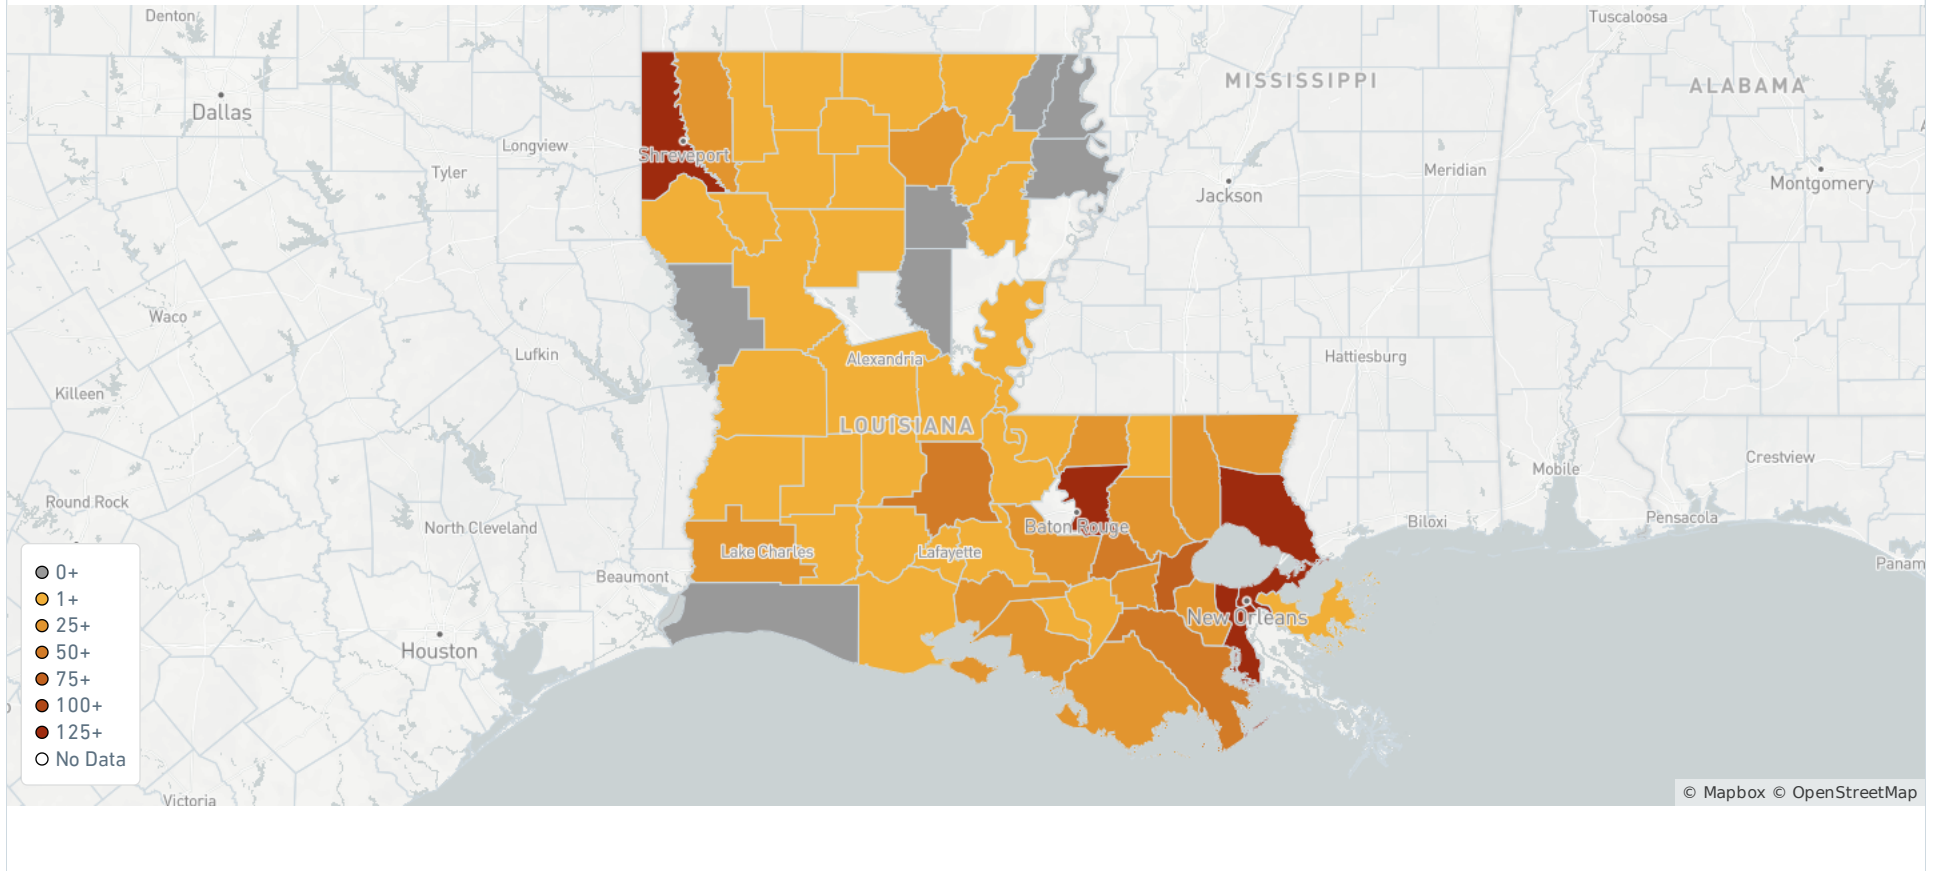 Denton
Tuscaloosa
MISSISSIPPI
ALABAMA
Dallas
Longview
Shreveport
Tyler
Meridian
Jackson
Montgomery
Waco
Lufkin
Alexandria
Hattiesburg
Killeen
LOUISIANA
Crestview
Mobile
Round Rock
North Cleveland
Baton Rouge
Biloxi
Pensacola
Lake Charles
Lafayette
Beaumont
Panam
New Orleans
Houston
0+
1+
25+
50+
75+
100+
125+
No Data
Victoria
© Mapbox © OpenStreetMap